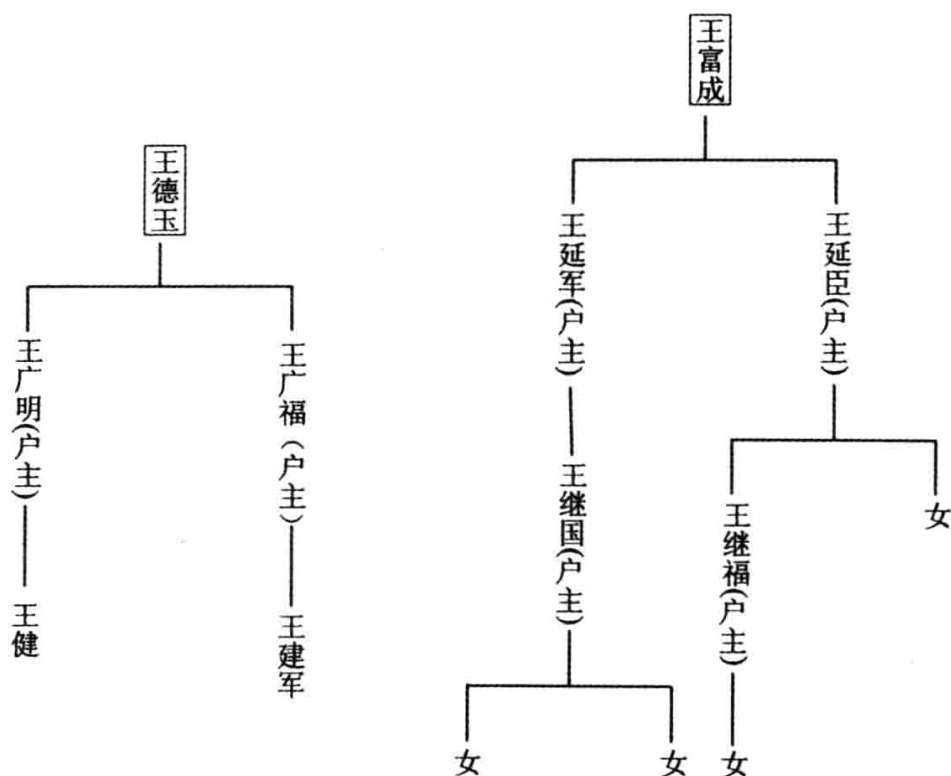 王德玉
王广明(户主)
王广福(户主)
王健
王建军
王富成
王延军(户主)
王延臣(户主)
王继国(户主)
王继福(户主)
女
女
女
女